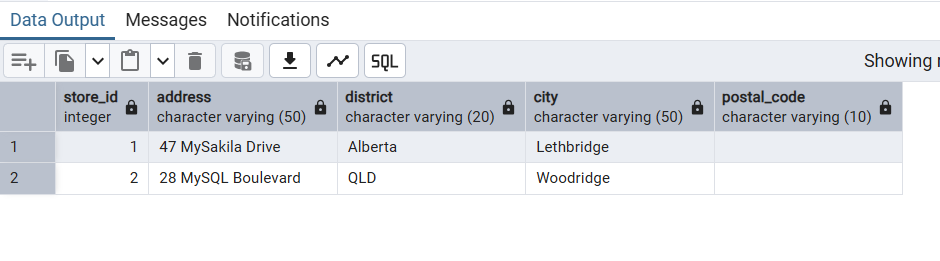 Data Output Messages Notifications
SQL Showing
store_id address district city postal_code
integer character varying (50) character varying (20) character varying (50) character varying (10)
1 1 47 MySakila Drive Alberta Lethbridge
2 2 28 MySQL Boulevard QLD Woodridge